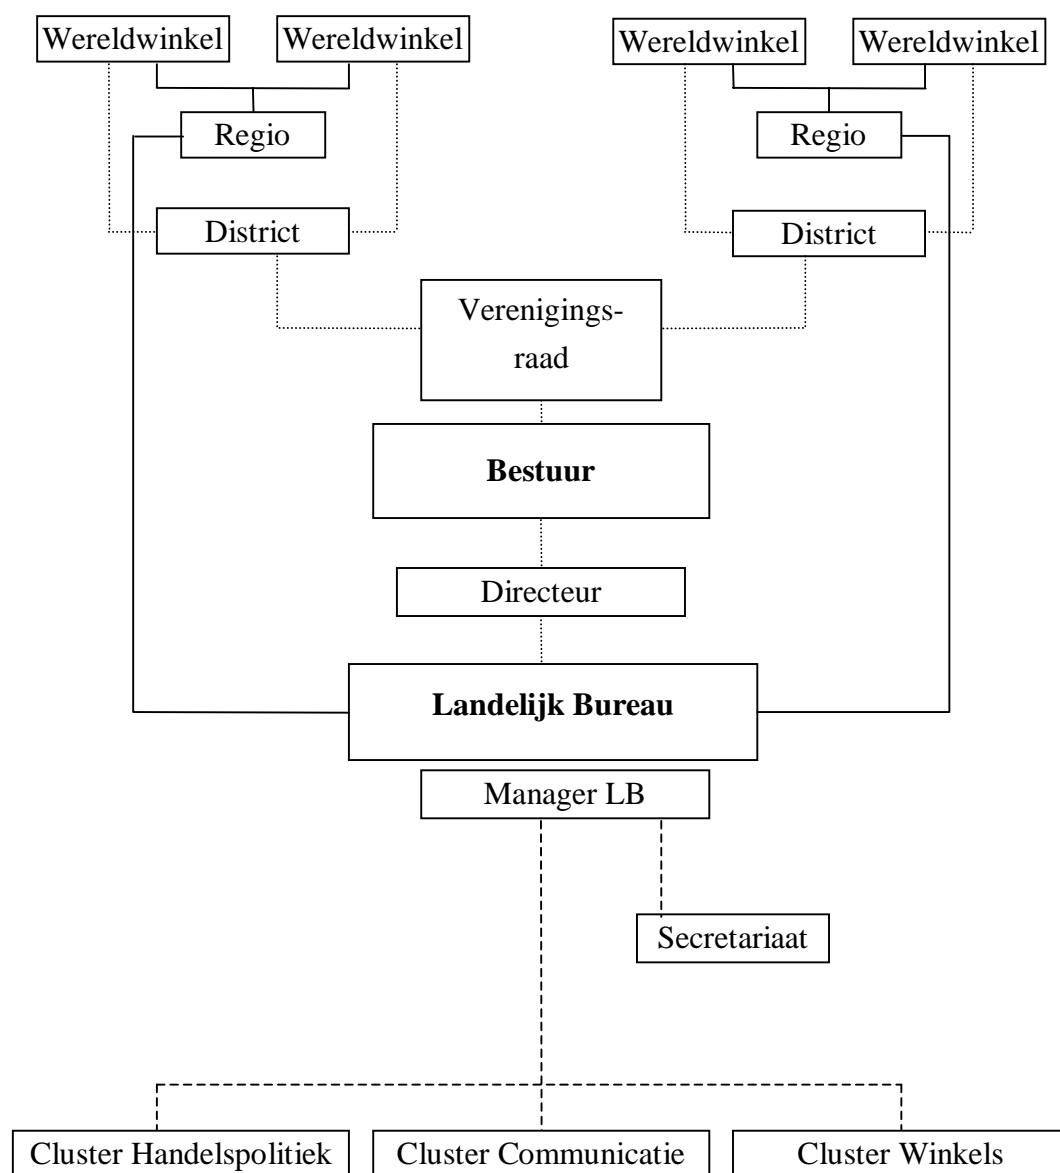 Wereldwinkel
Wereldwinkel
Wereldwinkel
Wereldwinkel
Regio
Regio
District
District
Verenigings-
raad
Bestuur
Directeur
Landelijk Bureau
Manager LB
Secretariaat
Cluster Handelspolitiek
Cluster Communicatie
Cluster Winkels